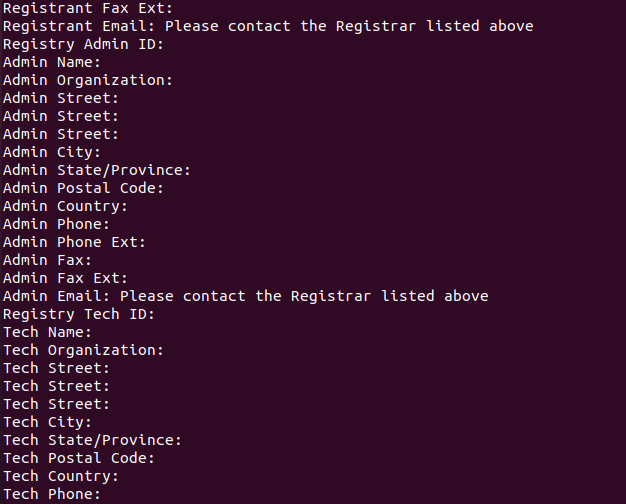 Registrant Fax Ext:
Registrant Email: Please contact the Registrar listed above
Registry Admin ID:
Admin Name:
Admin Organization:
Admin Street:
Admin Street:
Admin Street:
Admin City:
Admin State/Province:
Admin Postal Code:
Admin Country:
Admin Phone:
Admin Phone Ext:
Admin Fax:
Admin Fax Ext:
Admin Email: Please contact the Registrar listed above
Registry Tech ID:
Tech Name:
Tech Organization:
Tech Street:
Tech Street:
Tech Street:
Tech City:
Tech State/Province:
Tech Postal Code:
Tech Country:
Tech Phone: